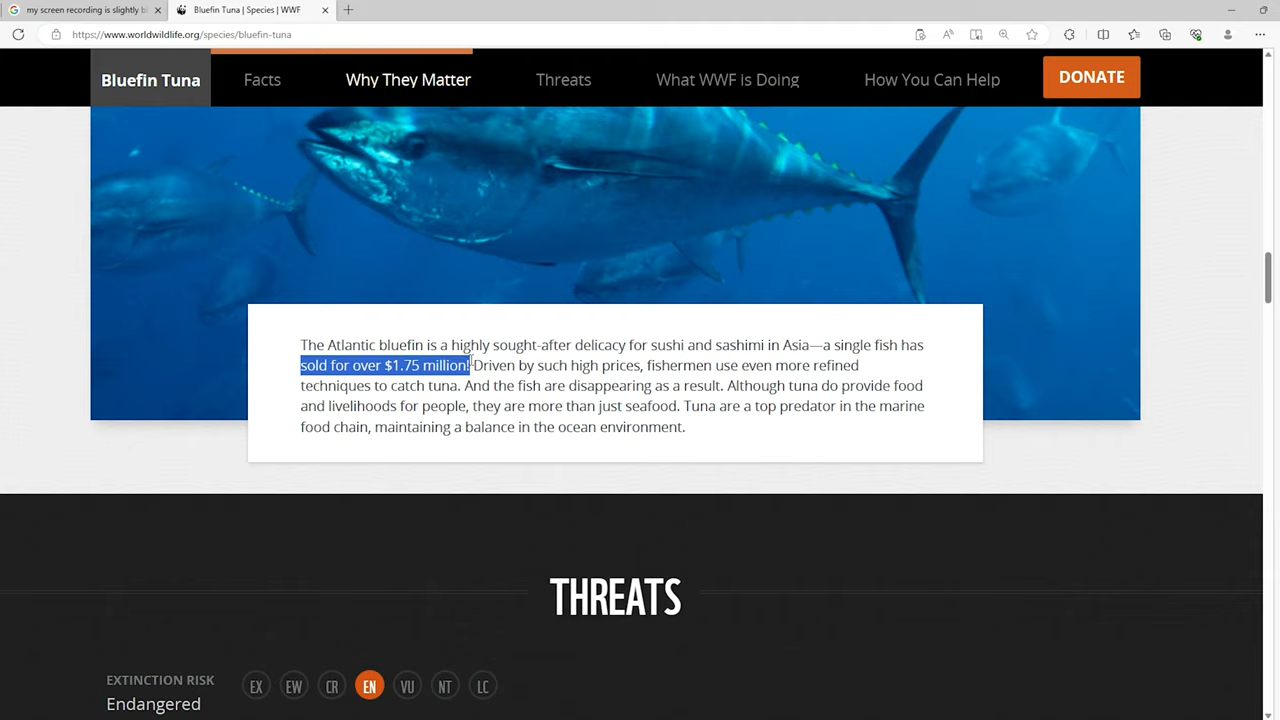 my screen recording is slightly bl
Bluefin Tuna | Species | WWF
https://www.worldwildlife.org/species/bluefin-tuna
Bluefin Tuna
Facts
Why They Matter
Threats
What WWF Is Doing
How You Can Help
DONATE
The Atlantic bluefin is a highly sought-after delicacy for sushi and sashimi in Asia—a single fish has
sold for over $1.75 million! Driven by such high prices, fishermen use even more refined
techniques to catch tuna. And the fish are disappearing as a result. Although tuna do provide food
and livelihoods for people, they are more than just seafood. Tuna are a top predator in the marine
food chain, maintaining a balance in the ocean environment.
THREATS
EXTINCTION RISK
EX EW CR EN VU NT LC
Endangered